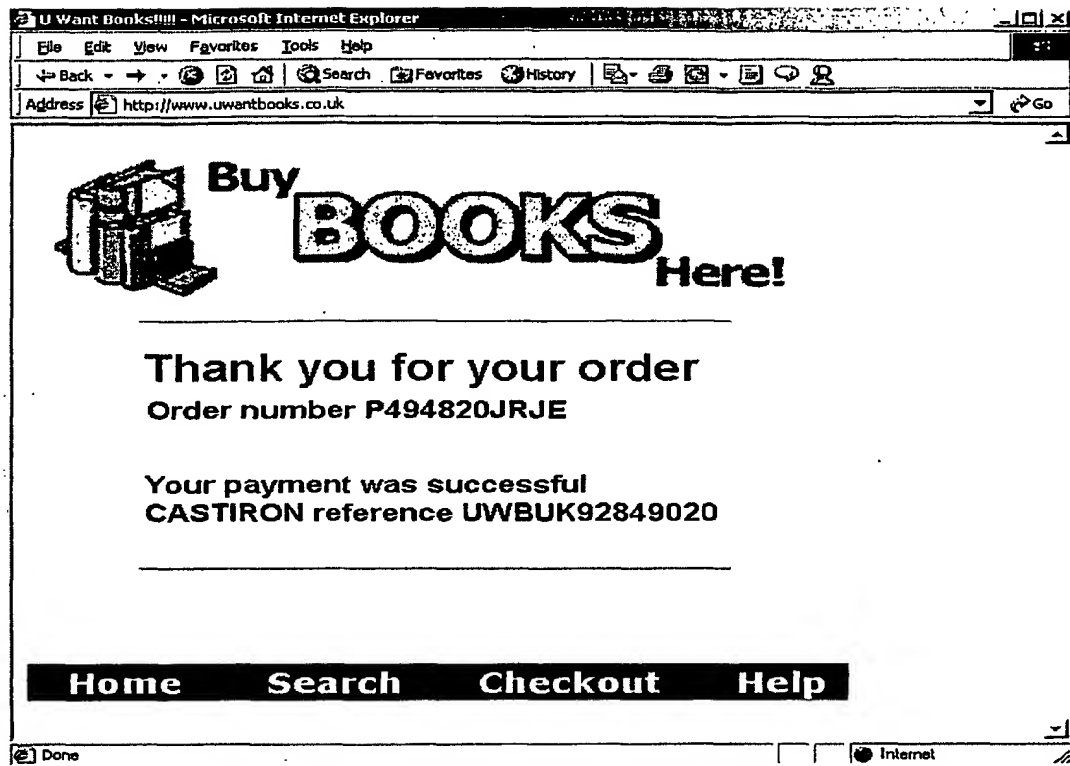 U Want Books!!!!! - Microsoft Internet Explorer
File Edit View Favorites Tools Help
Back Search Favorites History
Address http://www.uwantbooks.co.uk Go
Buy
BOOKS
Here!
Thank you for your order
Order number P494820JRJE
Your payment was successful
CASTIRON reference UWBUK92849020
Home Search Checkout Help
Done Internet